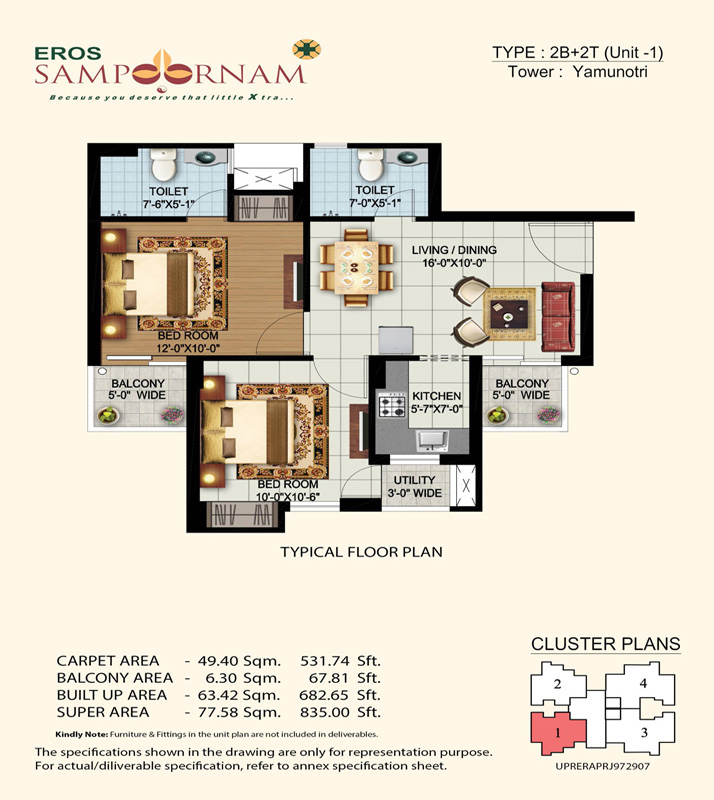 EROS
SAMPOORNAM
Because you deserve that little X tra...
TYPE : 2B+2T (Unit -1)
Tower : Yamunotri
TOILET
7'-6"X5'-1"
TOILET
7'-0"X5'-1"
LIVING / DINING
16'-0"X10'-0"
BED ROOM
12'-0"X10'-0"
BALCONY
5'-0" WIDE
KITCHEN
5'-7"X7'-0"
BALCONY
5'-0" WIDE
BED ROOM
10'-0"X10'-6"
UTILITY
3'-0" WIDE
TYPICAL FLOOR PLAN
CARPET AREA - 49.40 Sqm. 531.74 Sft.
BALCONY AREA - 6.30 Sqm. 67.81 Sft.
BUILT UP AREA - 63.42 Sqm. 682.65 Sft.
SUPER AREA - 77.58 Sqm. 835.00 Sft.
Kindly Note: Furniture & Fittings in the unit plan are not included in deliverables.
The specifications shown in the drawing are only for representation purpose.
For actual/diliverable specification, refer to annex specification sheet.
CLUSTER PLANS
2
4
1
3
UPRERAPRJ972907